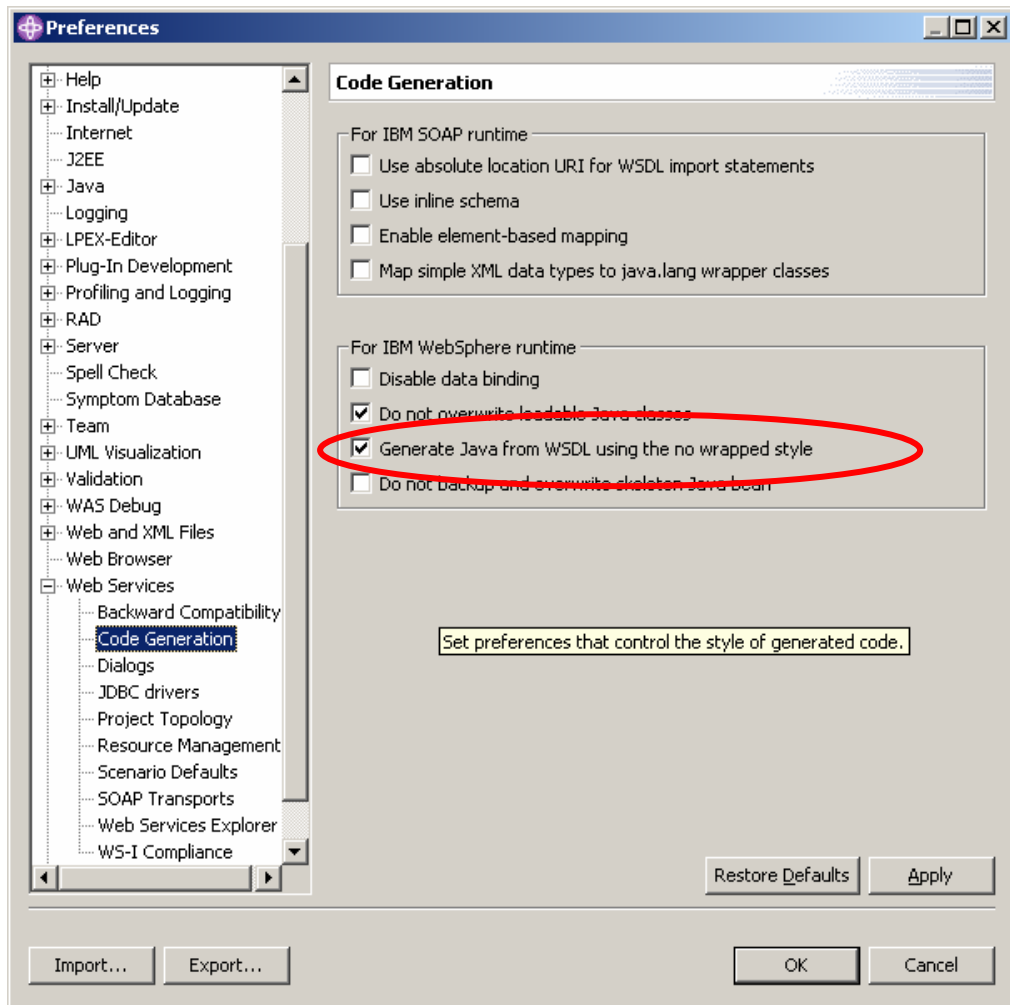 Preferences
Help
Install/Update
Internet
J2EE
Java
Logging
LPEX-Editor
Plug-In Development
Profiling and Logging
RAD
Server
Spell Check
Symptom Database
Team
UML Visualization
Validation
WAS Debug
Web and XML Files
Web Browser
Web Services
Backward Compatibility
Code Generation
Dialogs
JDBC drivers
Project Topology
Resource Management
Scenario Defaults
SOAP Transports
Web Services Explorer
WS-I Compliance
Code Generation
For IBM SOAP runtime
Use absolute location URI for WSDL import statements
Use inline schema
Enable element-based mapping
Map simple XML data types to java.lang wrapper classes
For IBM WebSphere runtime
Disable data binding
Do not overwrite loadable Java classes
Generate Java from WSDL using the no wrapped style
Do not backup and overwrite skeleton Java bean
Set preferences that control the style of generated code.
Restore Defaults
Apply
Import...
Export...
OK
Cancel